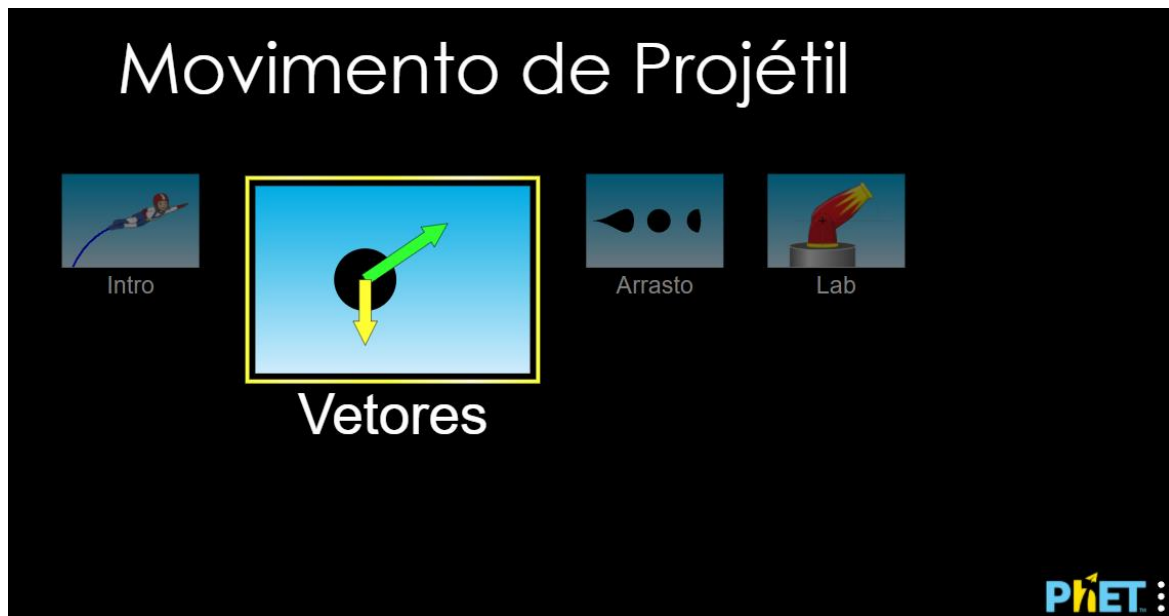 Movimento de Projétil
Intro
Vetores
Arrasto
Lab
PhET